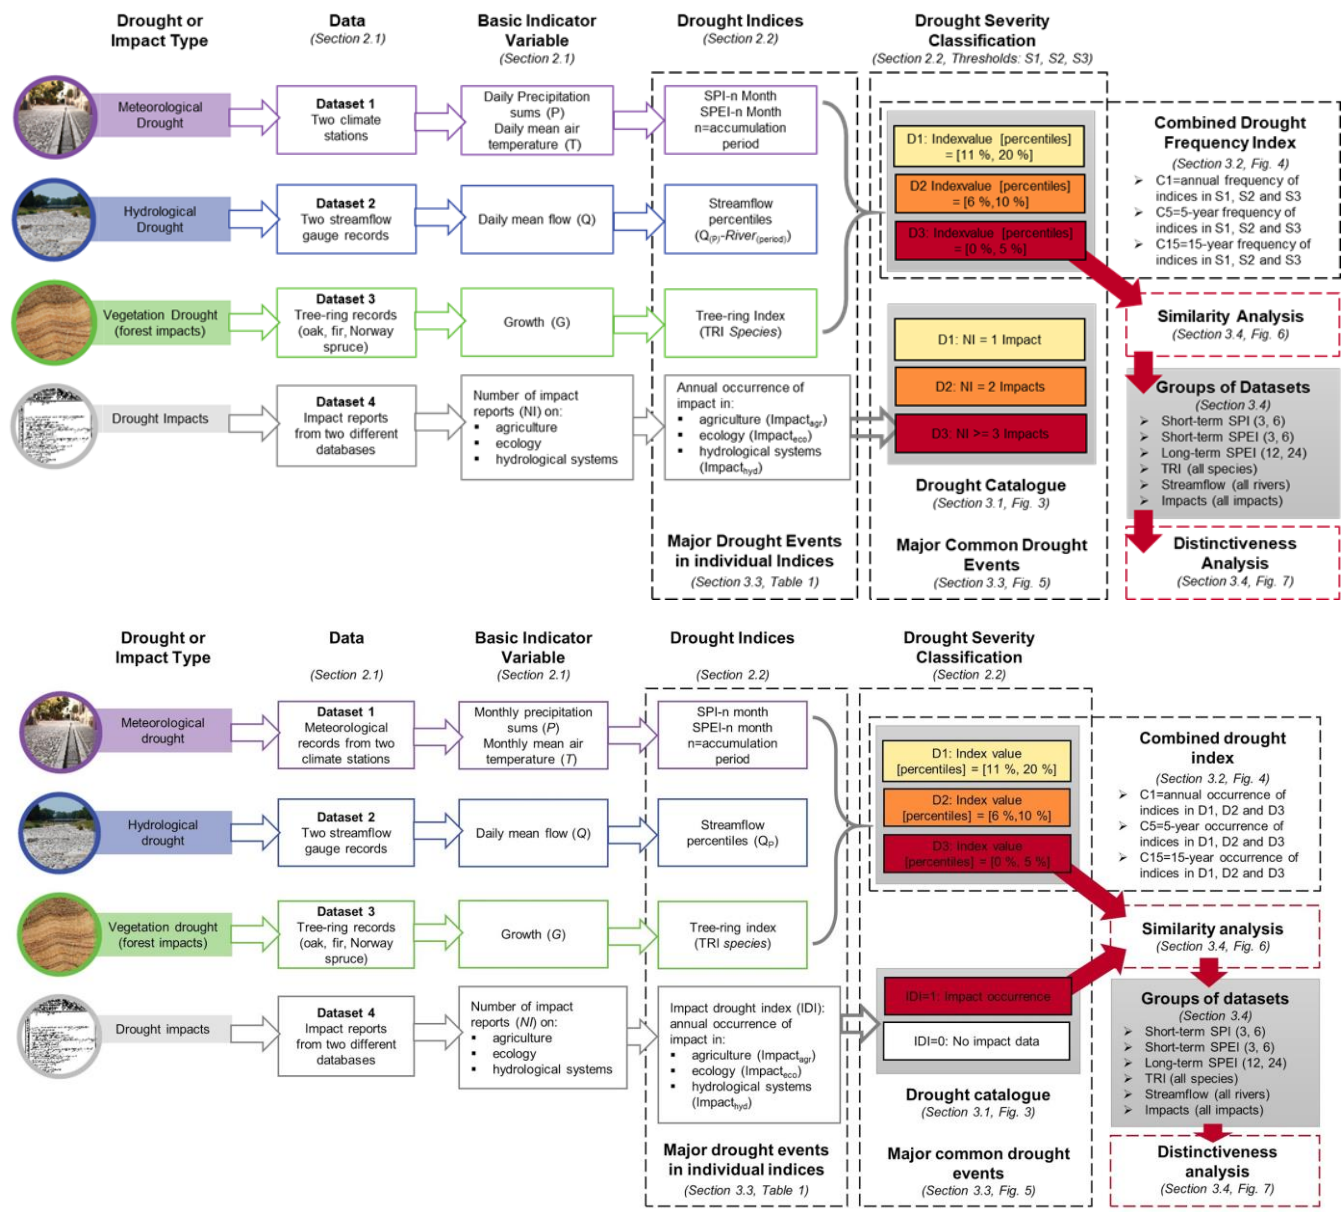 Drought or
Impact Type
Data
(Section 2.1)
Basic Indicator
Variable
(Section 2.1)
Drought Indices
(Section 2.2)
Drought Severity
Classification
(Section 2.2, Thresholds: S1, S2, S3)
Meteorological
Drought
Dataset 1
Two climate
stations
Daily Precipitation
sums (P)
Daily mean air
temperature (T)
SPI-n Month
SPEI-n Month
n=accumulation
period
D1: Indexvalue [percentiles]
= [11 %, 20 %]
D2 Indexvalue [percentiles]
= [6 %,10 %]
D3: Indexvalue [percentiles]
= [0 %, 5 %]
Combined Drought
Frequency Index
(Section 3.2, Fig. 4)
➢ C1=annual frequency of
indices in S1, S2 and S3
➢ C5=5-year frequency of
indices in S1, S2 and S3
➢ C15=15-year frequency of
indices in S1, S2 and S3
Hydrological
Drought
Dataset 2
Two streamflow
gauge records
Daily mean flow (Q)
Streamflow
percentiles
(Q(P)-River(period))
Vegetation Drought
(forest impacts)
Dataset 3
Tree-ring records
(oak, fir, Norway
spruce)
Growth (G)
Tree-ring Index
(TRI Species)
Similarity Analysis
(Section 3.4, Fig. 6)
D1: NI = 1 Impact
D2: NI = 2 Impacts
D3: NI >= 3 Impacts
Drought Impacts
Dataset 4
Impact reports
from two different
databases
Number of impact
reports (NI) on:
▪ agriculture
▪ ecology
▪ hydrological systems
Annual occurrence of
impact in:
▪ agriculture (Impactagr)
▪ ecology (Impacteco)
▪ hydrological systems
(Impacthyd)
Groups of Datasets
(Section 3.4)
➢ Short-term SPI (3, 6)
➢ Short-term SPEI (3, 6)
➢ Long-term SPEI (12, 24)
➢ TRI (all species)
➢ Streamflow (all rivers)
➢ Impacts (all impacts)
Drought Catalogue
(Section 3.1, Fig. 3)
Major Drought Events
in individual Indices
(Section 3.3, Table 1)
Major Common Drought
Events
(Section 3.3, Fig. 5)
Distinctiveness
Analysis
(Section 3.4, Fig. 7)
Drought or
Impact Type
Data
(Section 2.1)
Basic Indicator
Variable
(Section 2.1)
Drought Indices
(Section 2.2)
Drought Severity
Classification
(Section 2.2)
Meteorological
drought
Dataset 1
Meteorological
records from two
climate stations
Monthly precipitation
sums (P)
Monthly mean air
temperature (T)
SPI-n month
SPEI-n month
n=accumulation
period
D1: Index value
[percentiles] = [11 %, 20 %]
D2: Index value
[percentiles] = [6 %,10 %]
D3: Index value
[percentiles] = [0 %, 5 %]
Combined drought
index
(Section 3.2, Fig. 4)
➢ C1=annual occurrence of
indices in D1, D2 and D3
➢ C5=5-year occurrence of
indices in D1, D2 and D3
➢ C15=15-year occurrence of
indices in D1, D2 and D3
Hydrological
drought
Dataset 2
Two streamflow
gauge records
Daily mean flow (Q)
Streamflow
percentiles (QP)
Vegetation drought
(forest impacts)
Dataset 3
Tree-ring records
(oak, fir, Norway
spruce)
Growth (G)
Tree-ring index
(TRI species)
Similarity analysis
(Section 3.4, Fig. 6)
IDI=1: Impact occurrence
IDI=0: No impact data
Drought impacts
Dataset 4
Impact reports
from two different
databases
Number of impact
reports (NI) on:
▪ agriculture
▪ ecology
▪ hydrological systems
Impact drought index (IDI):
annual occurrence of
impact in:
▪ agriculture (Impactagr)
▪ ecology (Impacteco)
▪ hydrological systems
(Impacthyd)
Groups of datasets
(Section 3.4)
➢ Short-term SPI (3, 6)
➢ Short-term SPEI (3, 6)
➢ Long-term SPEI (12, 24)
➢ TRI (all species)
➢ Streamflow (all rivers)
➢ Impacts (all impacts)
Drought catalogue
(Section 3.1, Fig. 3)
Major drought events
in individual indices
(Section 3.3, Table 1)
Major common drought
events
(Section 3.3, Fig. 5)
Distinctiveness
analysis
(Section 3.4, Fig. 7)